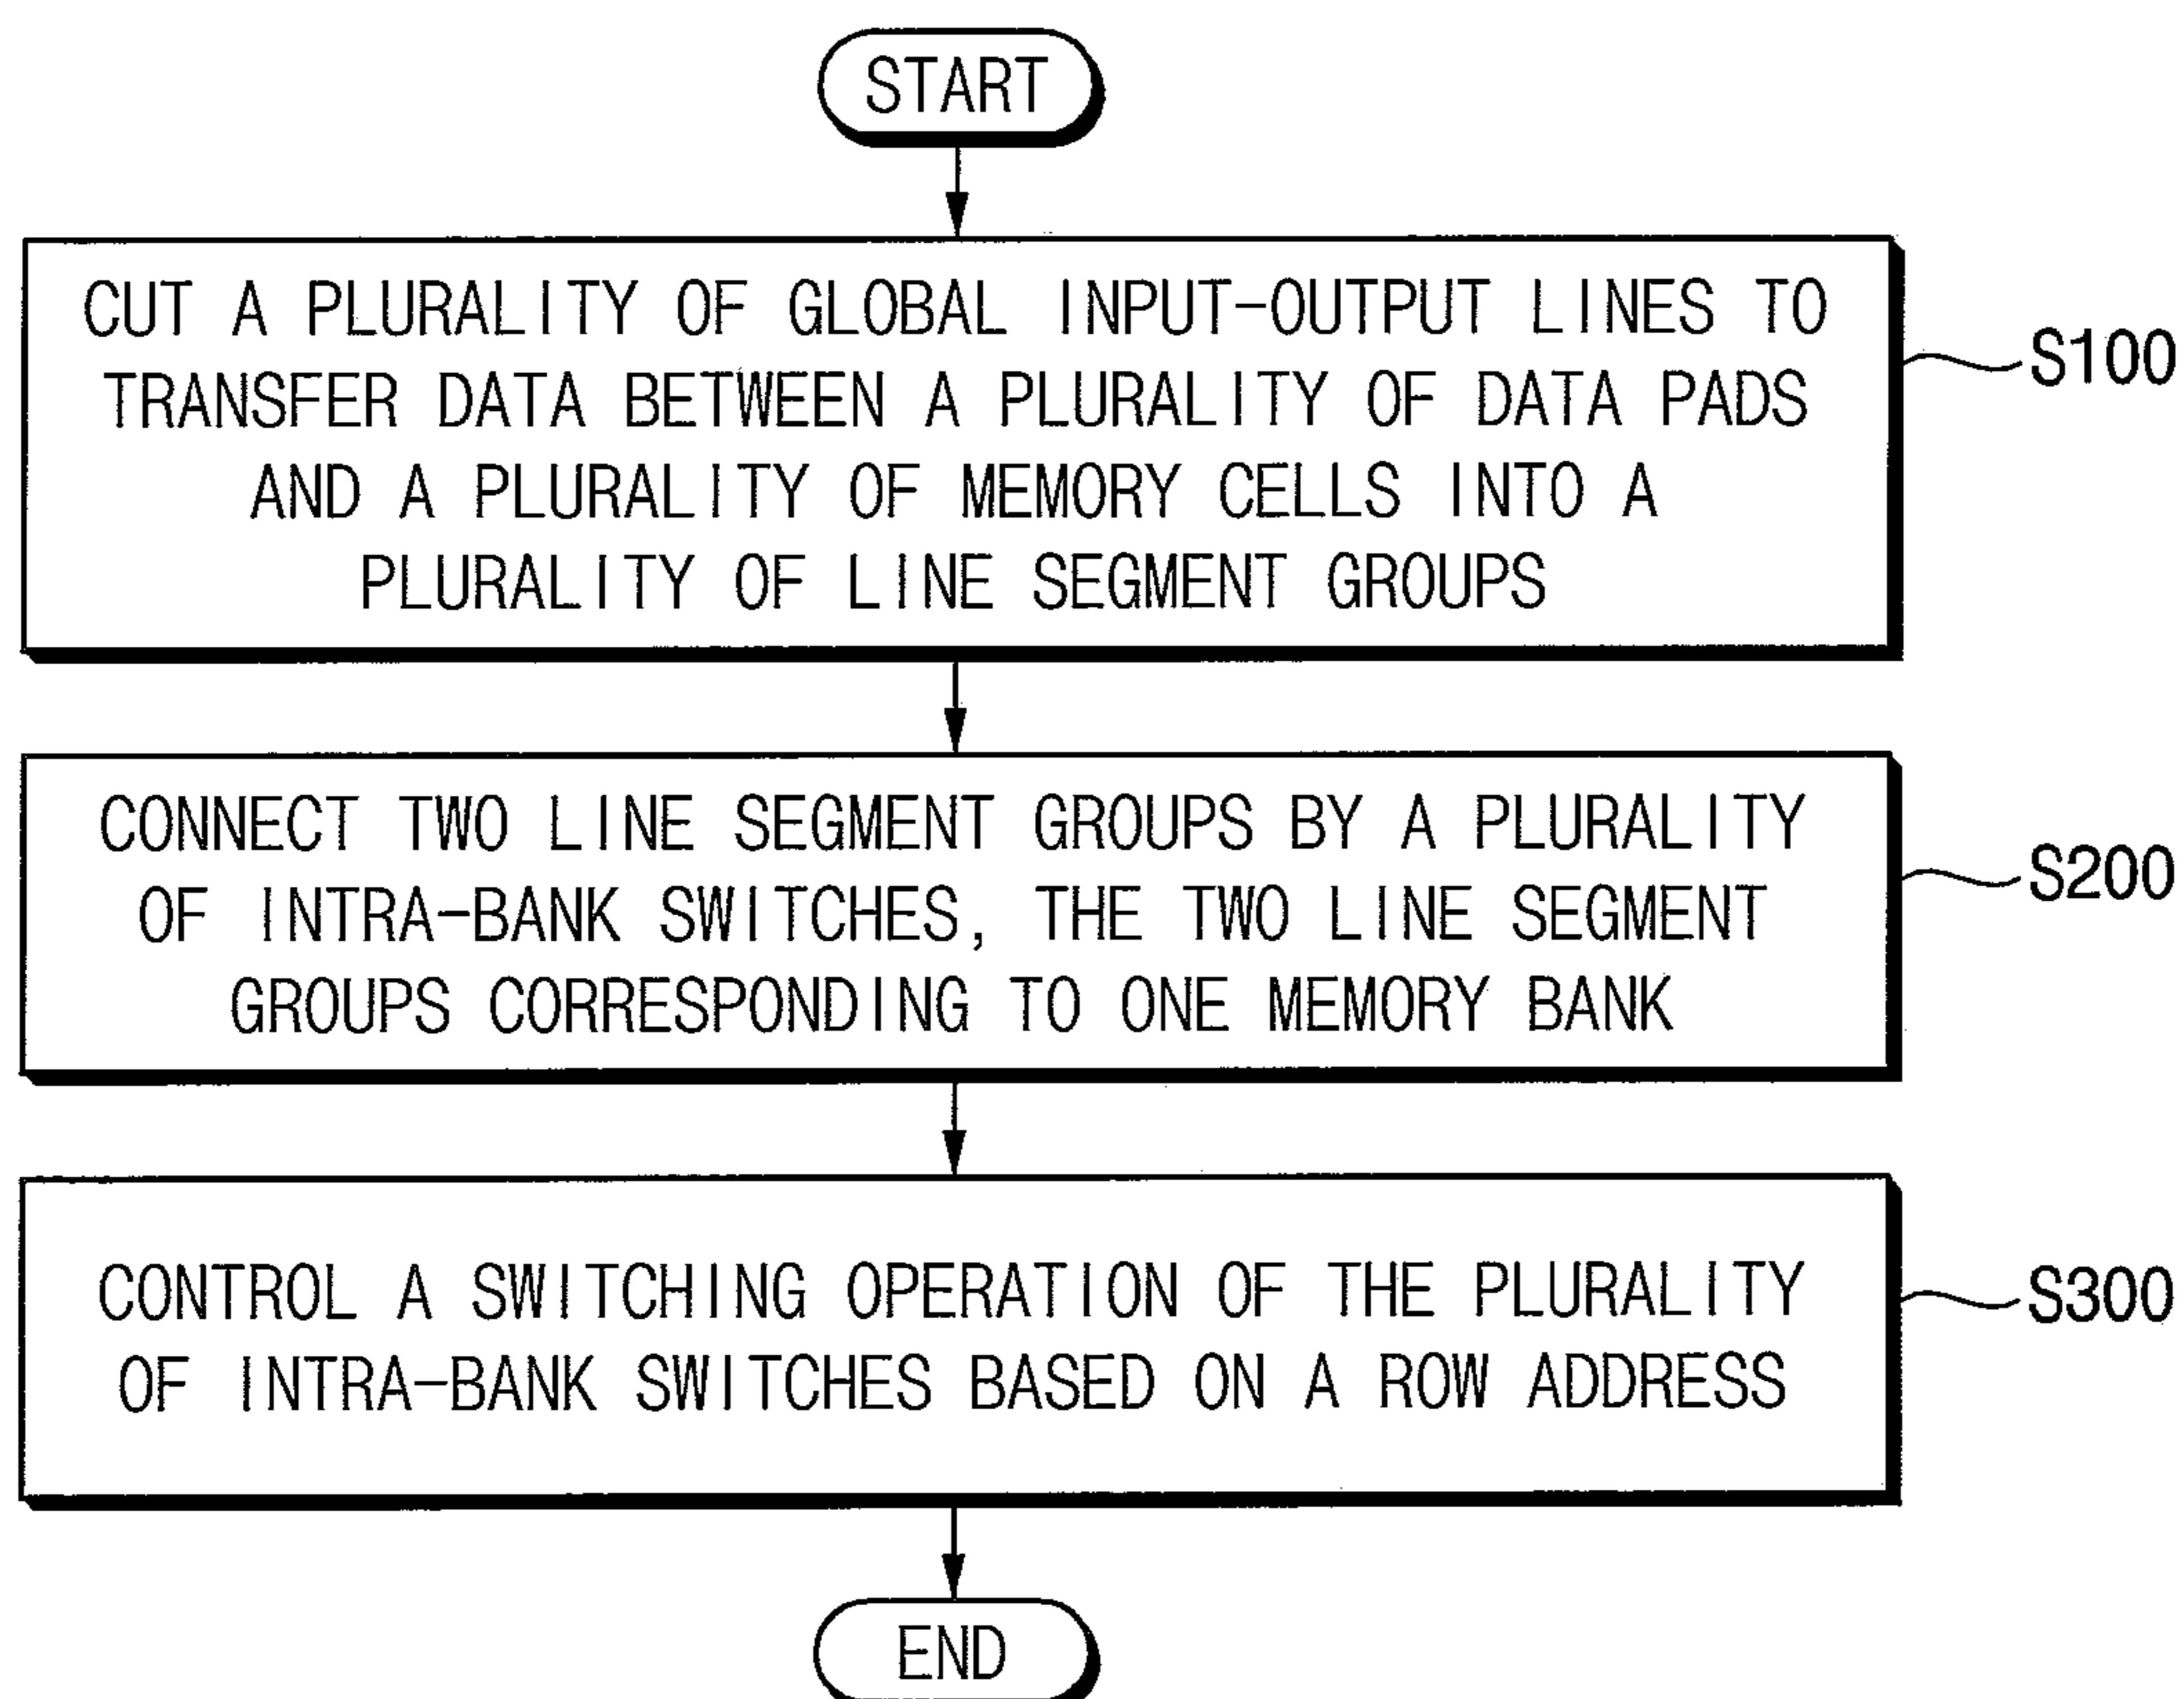 START
CUT A PLURALITY OF GLOBAL INPUT-OUTPUT LINES TO
TRANSFER DATA BETWEEN A PLURALITY OF DATA PADS
AND A PLURALITY OF MEMORY CELLS INTO A
PLURALITY OF LINE SEGMENT GROUPS
S100
CONNECT TWO LINE SEGMENT GROUPS BY A PLURALITY
OF INTRA-BANK SWITCHES, THE TWO LINE SEGMENT
GROUPS CORRESPONDING TO ONE MEMORY BANK
S200
CONTROL A SWITCHING OPERATION OF THE PLURALITY
OF INTRA-BANK SWITCHES BASED ON A ROW ADDRESS
S300
END